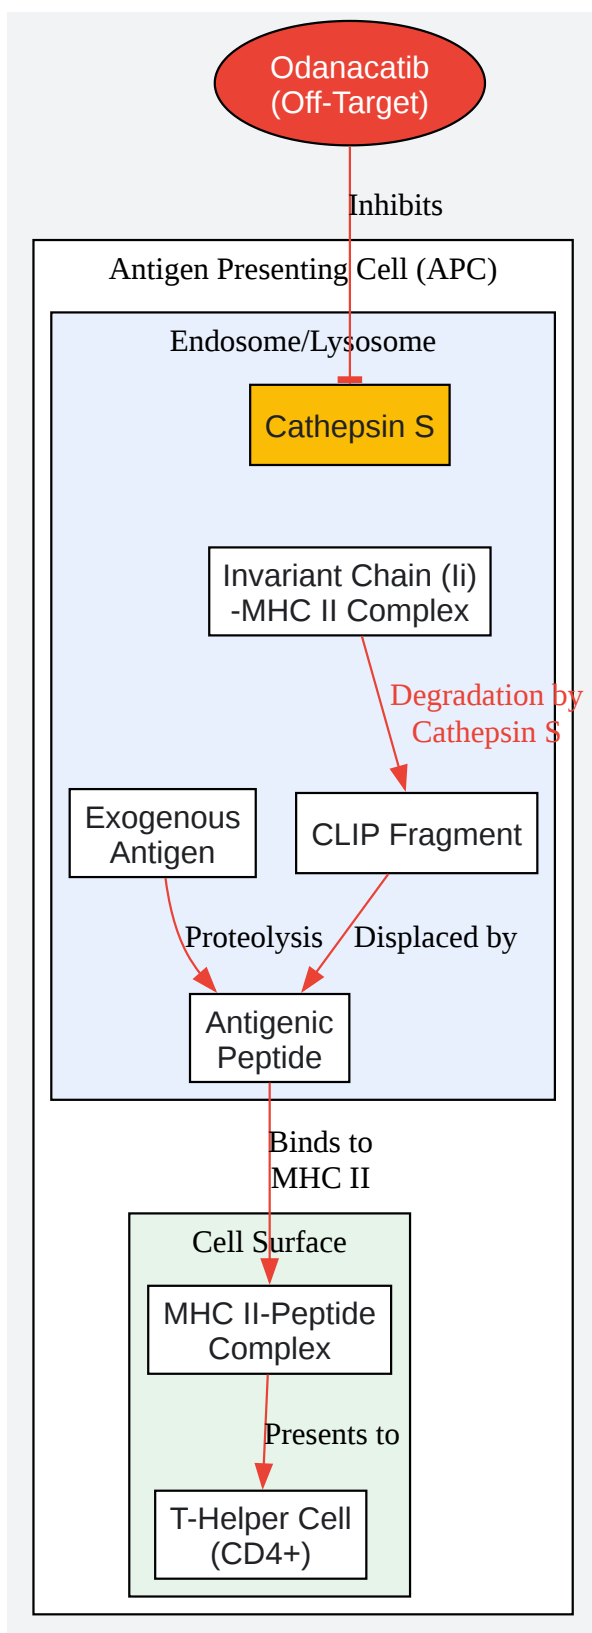 Odanacatib
(Off-Target)
Inhibits
Antigen Presenting Cell (APC)
Endosome/Lysosome
Cathepsin S
Invariant Chain (Ii)
-MHC II Complex
Degradation by
Cathepsin S
Exogenous
Antigen
CLIP Fragment
Proteolysis
Displaced by
Antigenic
Peptide
Binds to
MHC II
Cell Surface
MHC II-Peptide
Complex
Presents to
T-Helper Cell
(CD4+)